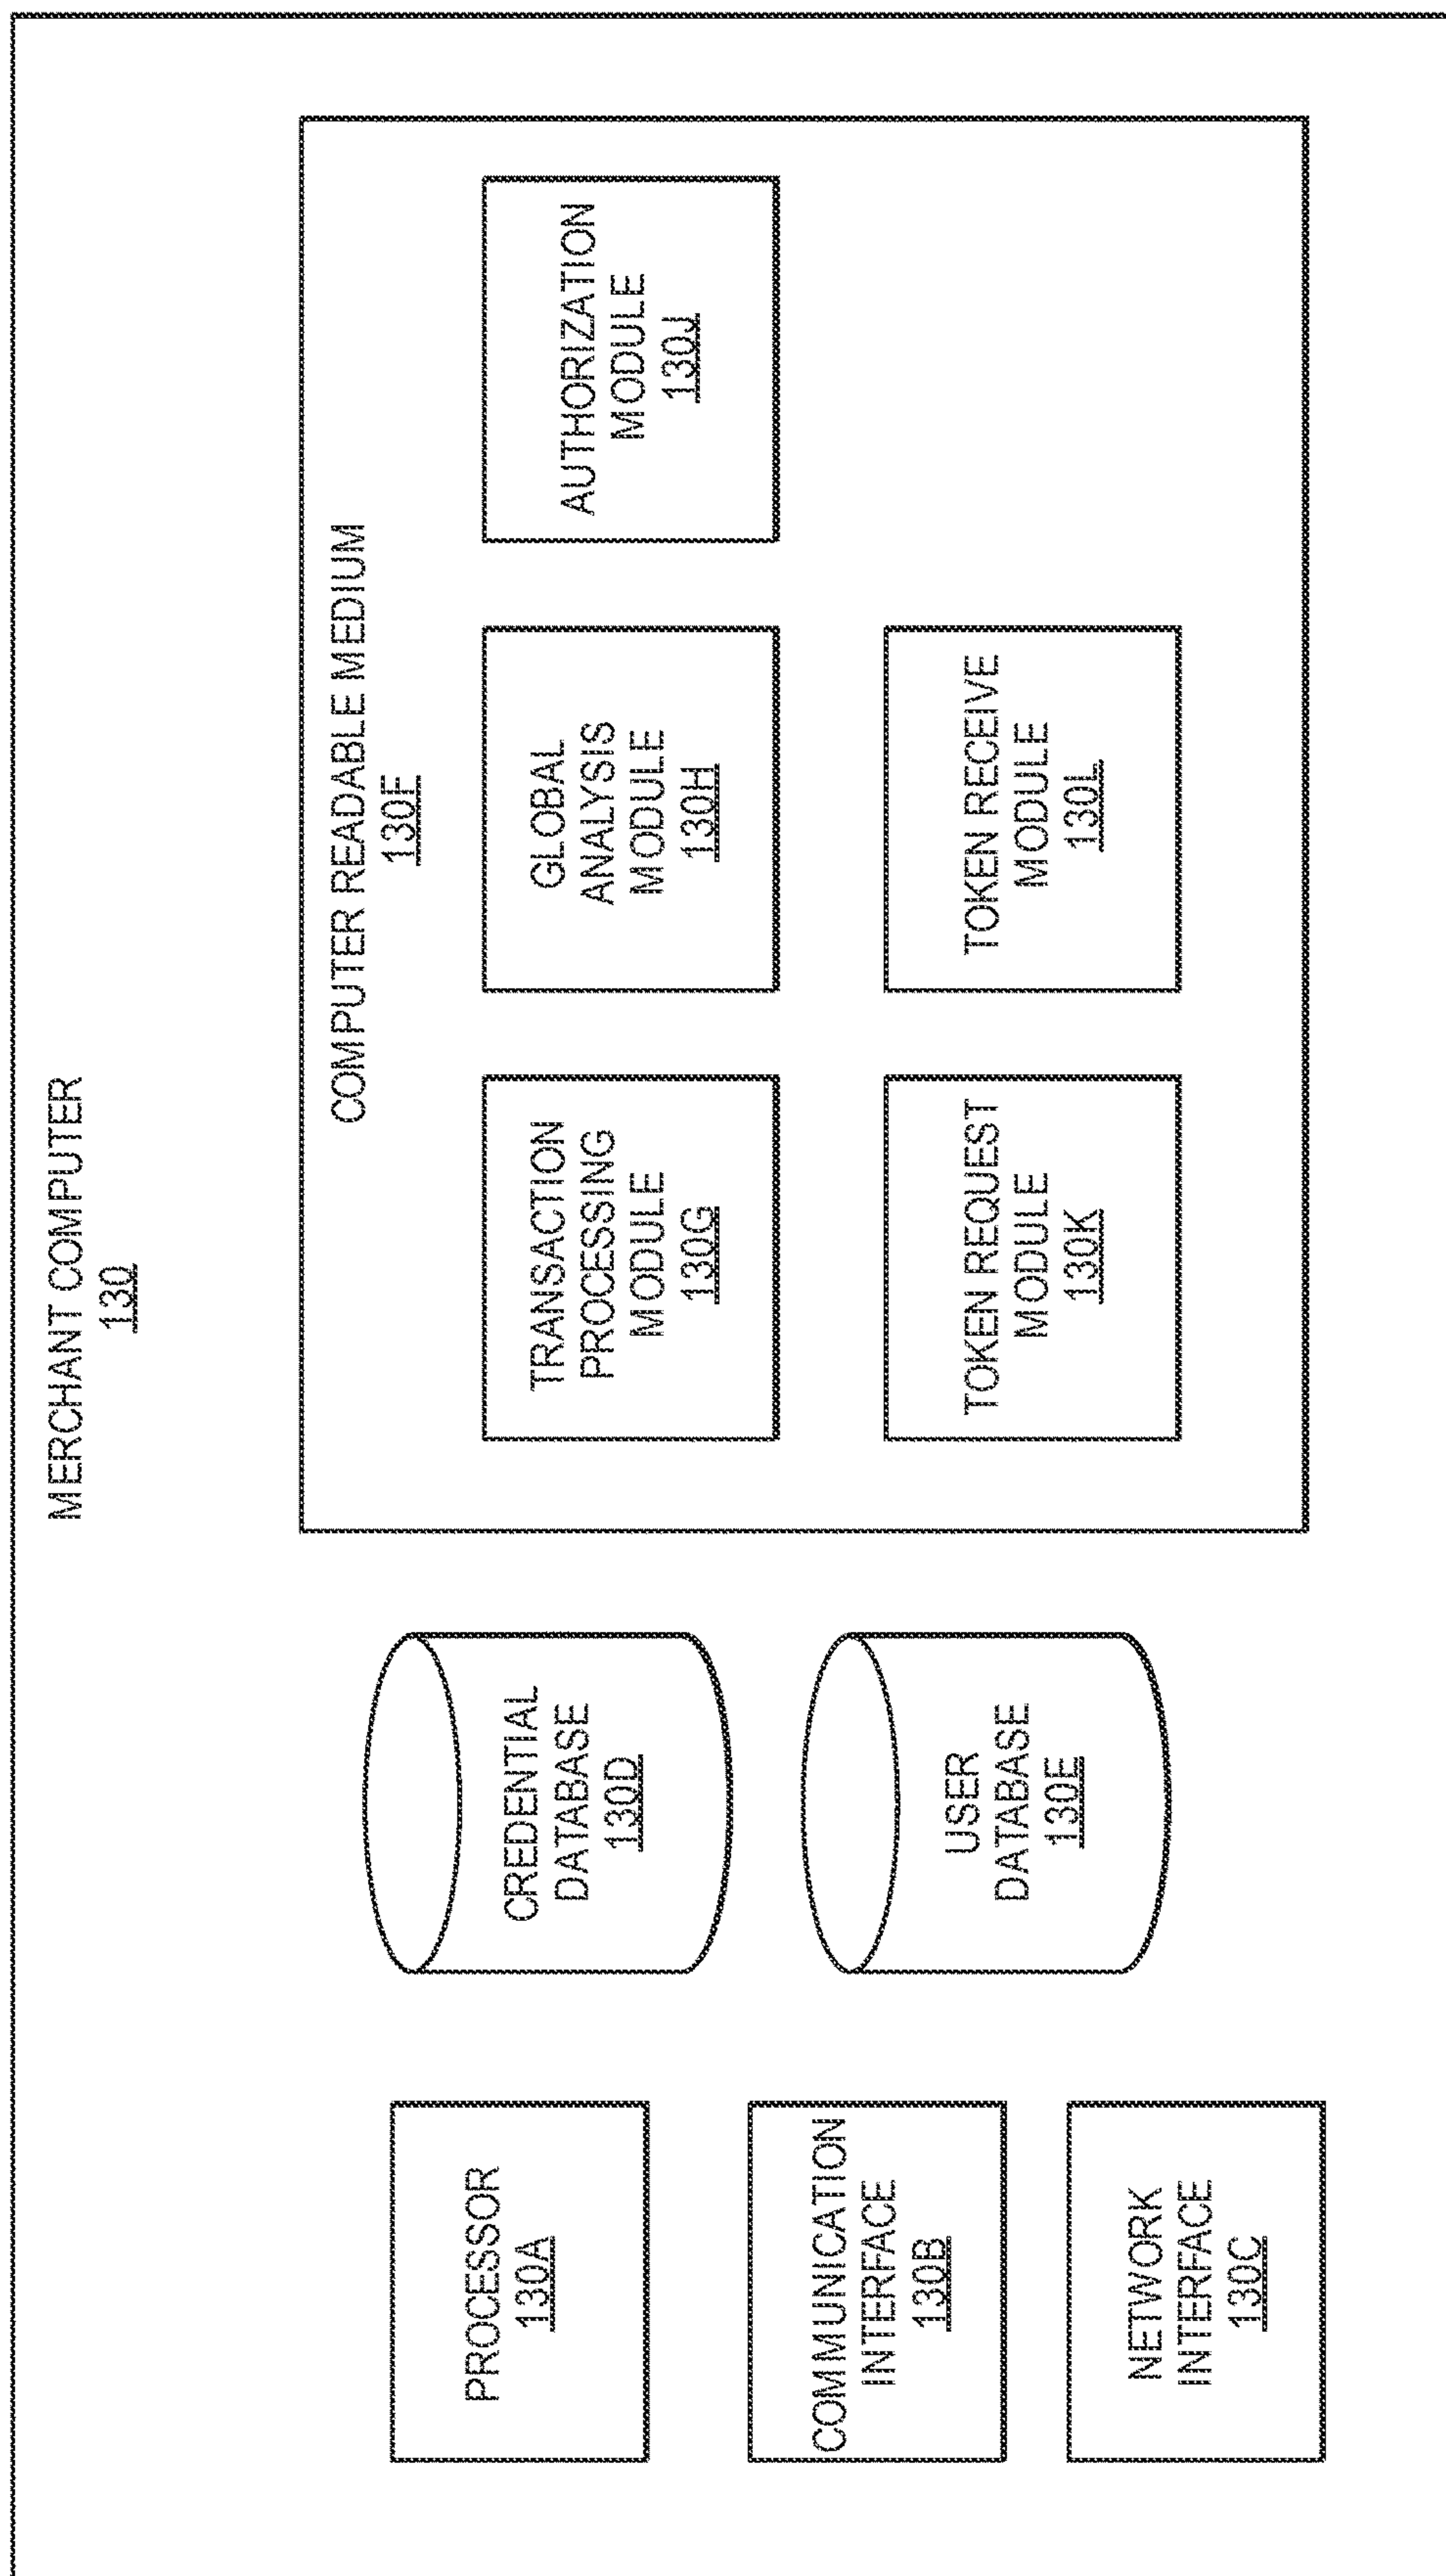 MERCHANT COMPUTER
130
PROCESSOR
130A
COMMUNICATION
INTERFACE
130B
NETWORK
INTERFACE
130C
CREDENTIAL
DATABASE
130D
USER
DATABASE
130E
COMPUTER READABLE MEDIUM
130F
TRANSACTION
PROCESSING
MODULE
130G
GLOBAL
ANALYSIS
MODULE
130H
AUTHORIZATION
MODULE
130J
TOKEN REQUEST
MODULE
130K
TOKEN RECEIVE
MODULE
130L